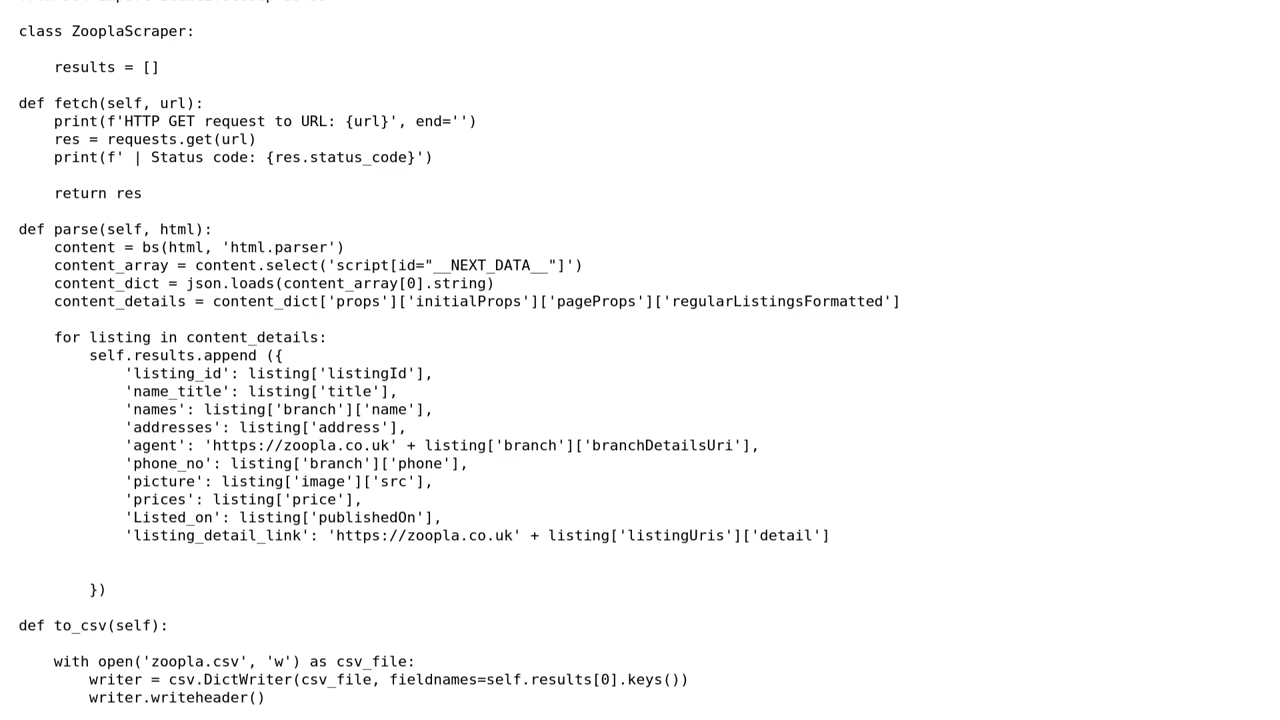 class ZooplaScraper:
results = []
def fetch(self, url):
print(f'HTTP GET request to URL: {url}', end='')
res = requests.get(url)
print(f' | Status code: {res.status_code}')
return res
def parse(self, html):
content = bs(html, 'html.parser')
content_array = content.select('script[id="__NEXT_DATA__"]')
content_dict = json.loads(content_array[0].string)
content_details = content_dict['props']['initialProps']['pageProps']['regularListingsFormatted']
for listing in content_details:
self.results.append ({
'listing_id': listing['listingId'],
'name_title': listing['title'],
'names': listing['branch']['name'],
'addresses': listing['address'],
'agent': 'https://zoopla.co.uk' + listing['branch']['branchDetailsUri'],
'phone_no': listing['branch']['phone'],
'picture': listing['image']['src'],
'prices': listing['price'],
'Listed_on': listing['publishedOn'],
'listing_detail_link': 'https://zoopla.co.uk' + listing['listingUris']['detail']
})
def to_csv(self):
with open('zoopla.csv', 'w') as csv_file:
writer = csv.DictWriter(csv_file, fieldnames=self.results[0].keys())
writer.writeheader()